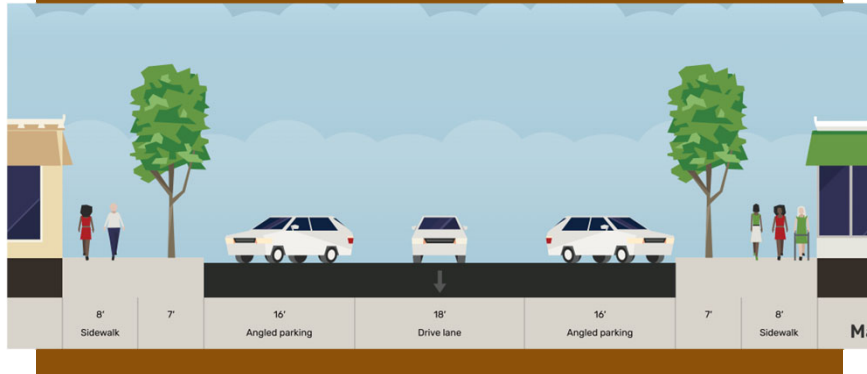 8' 7' 16' 18' 16' 7' 8'
Sidewalk Angled parking Drive lane Angled parking Sidewalk